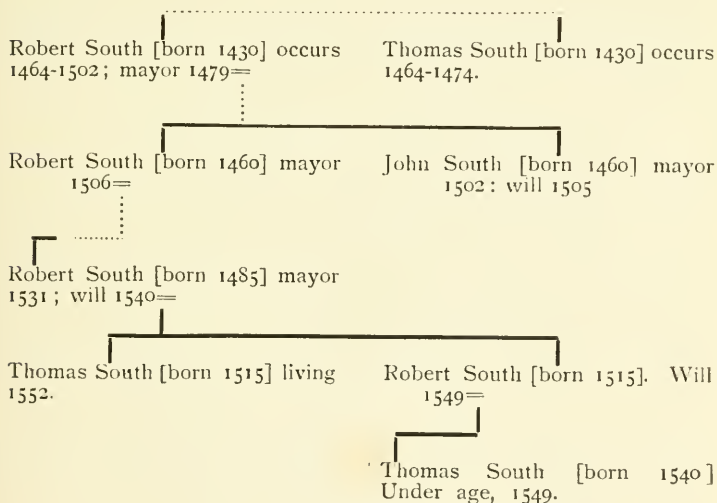 Robert South [born 1430] occurs
1464-1502; mayor 1479=
Thomas South [born 1430] occurs
1464-1474.
Robert South [born 1460] mayor
1506=
John South [born 1460] mayor
1502: will 1505
Robert South [born 1485] mayor
1531; will 1540=
Thomas South [born 1515] living
1552.
Robert South [born 1515]. Will
1549=
Thomas South [born 1540]
Under age, 1549.